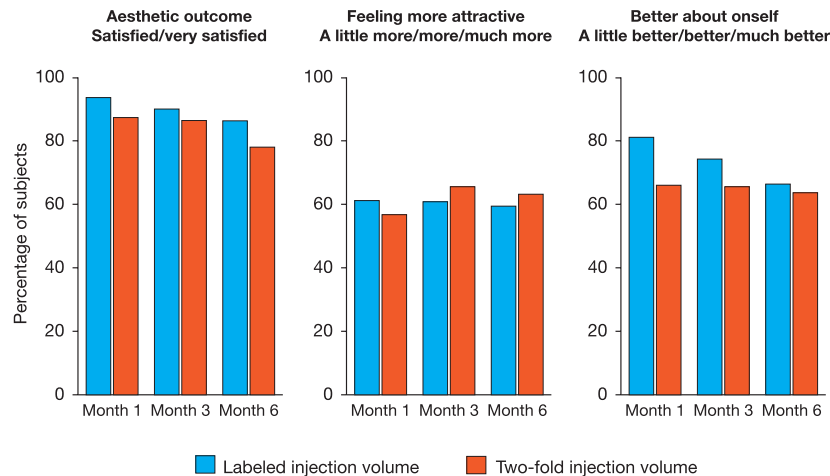 Aesthetic outcome
Satisfied/very satisfied
Feeling more attractive
A little more/more/much more
Better about onself
A little better/better/much better
Percentage of subjects
100
80
60
40
20
0
Month 1 Month 3 Month 6
100
80
60
40
20
0
Month 1 Month 3 Month 6
100
80
60
40
20
0
Month 1 Month 3 Month 6
Labeled injection volume
Two-fold injection volume